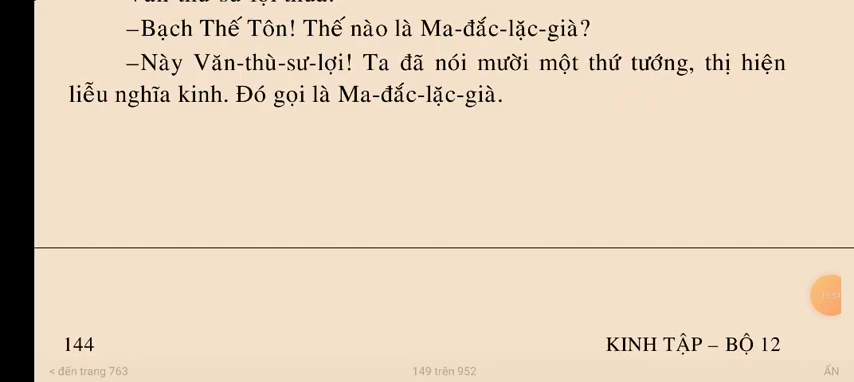 –Bạch Thế Tôn! Thế nào là Ma-đắc-lặc-già?
–Này Văn-thù-sư-lợi! Ta đã nói mười một thứ tướng, thị hiện
liễu nghĩa kinh. Đó gọi là Ma-đắc-lặc-già.
144
KINH TẬP – BỘ 12
< đến trang 763
149 trên 952
ẨN